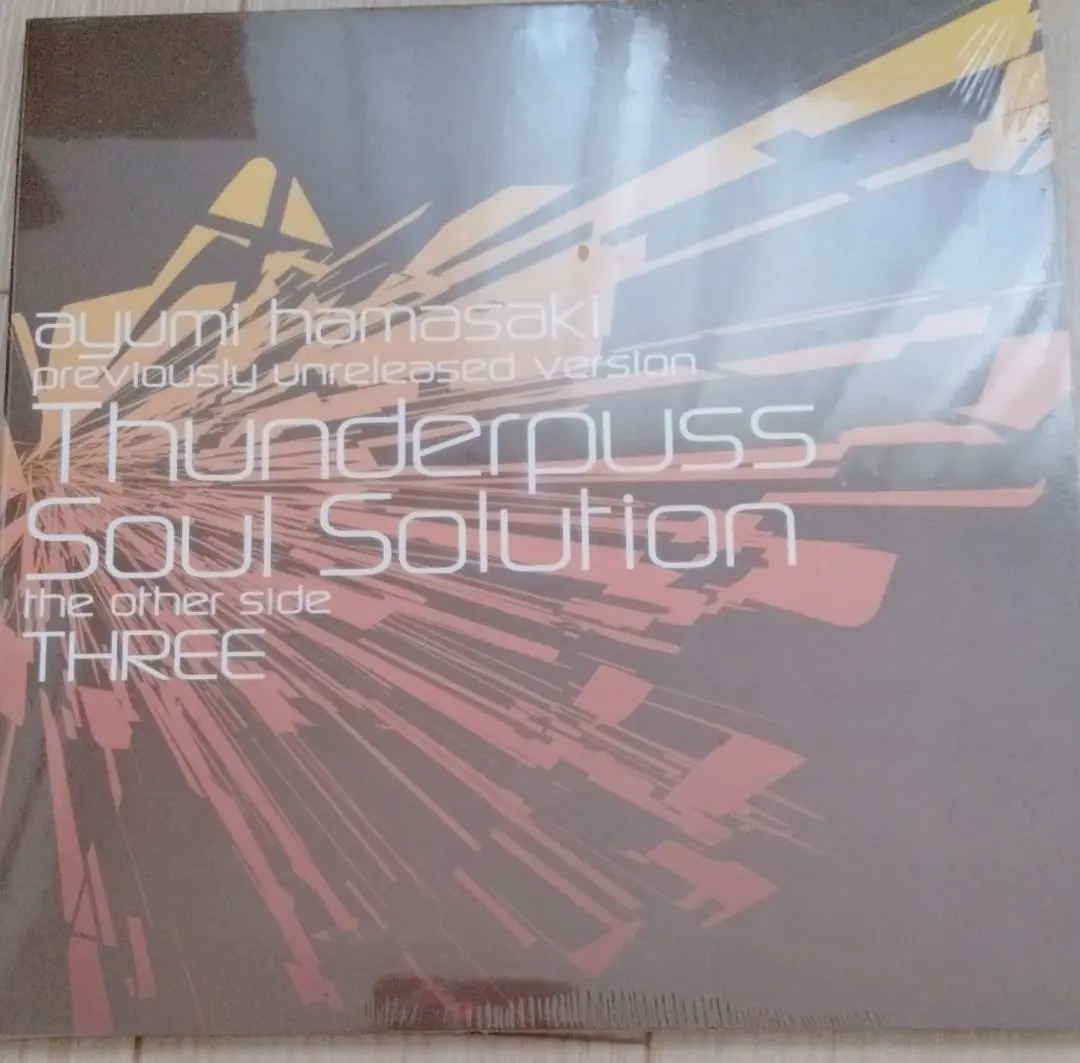 ayumi hamasaki
previously unreleased version
Thunderpuss
Soul Solution
the other side
THREE